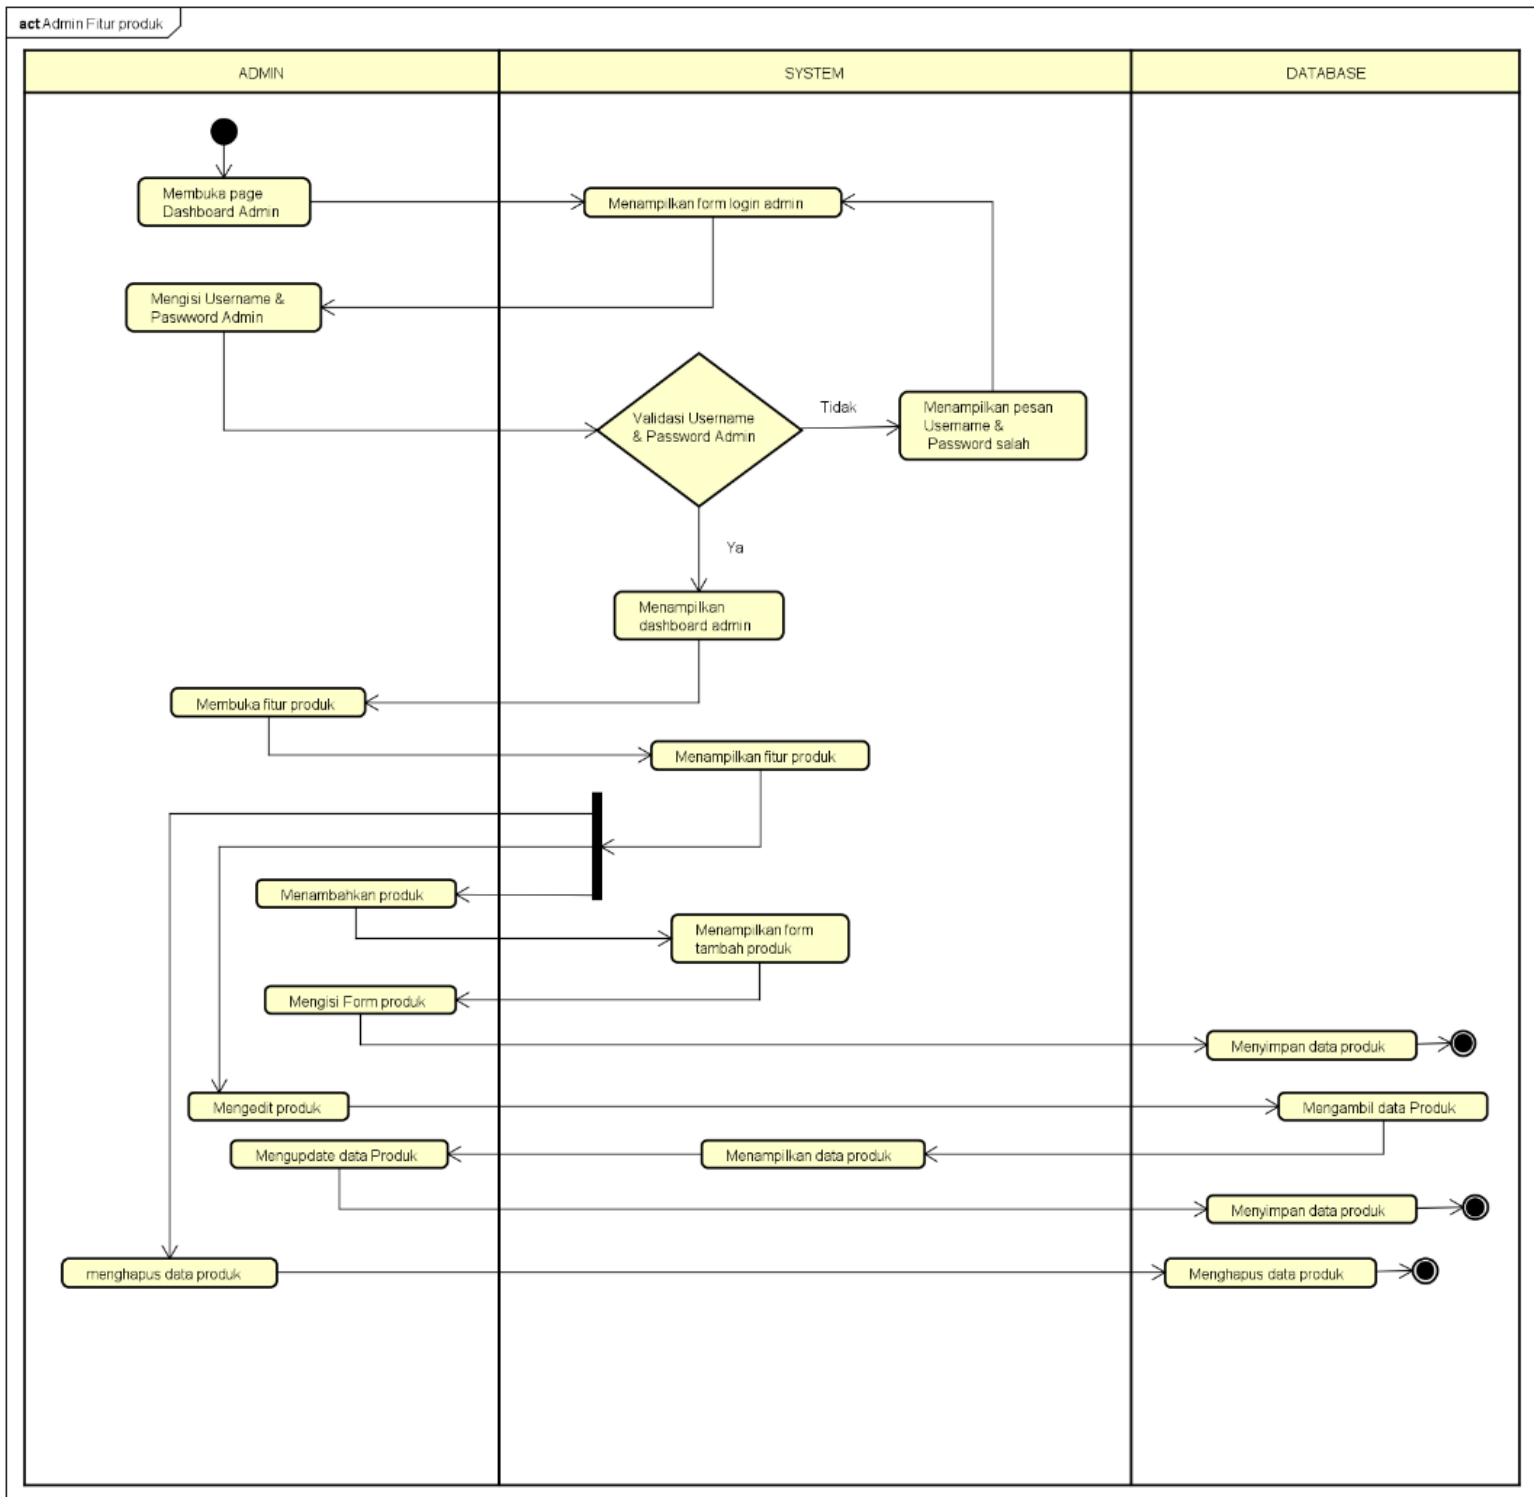 act Admin Fitur produk
ADMIN
SYSTEM
DATABASE
Membuka page
Dashboard Admin
Menampilkan form login admin
Mengisi Username &
Paswword Admin
Validasi Username
& Password Admin
Tidak
Menampilkan pesan
Username &
Password salah
Ya
Menampilkan
dashboard admin
Membuka fitur produk
Menampilkan fitur produk
Menambahkan produk
Menampilkan form
tambah produk
Mengisi Form produk
Menyimpan data produk
Mengedit produk
Mengambil data Produk
Mengupdate data Produk
Menampilkan data produk
Menyimpan data produk
menghapus data produk
Menghapus data produk